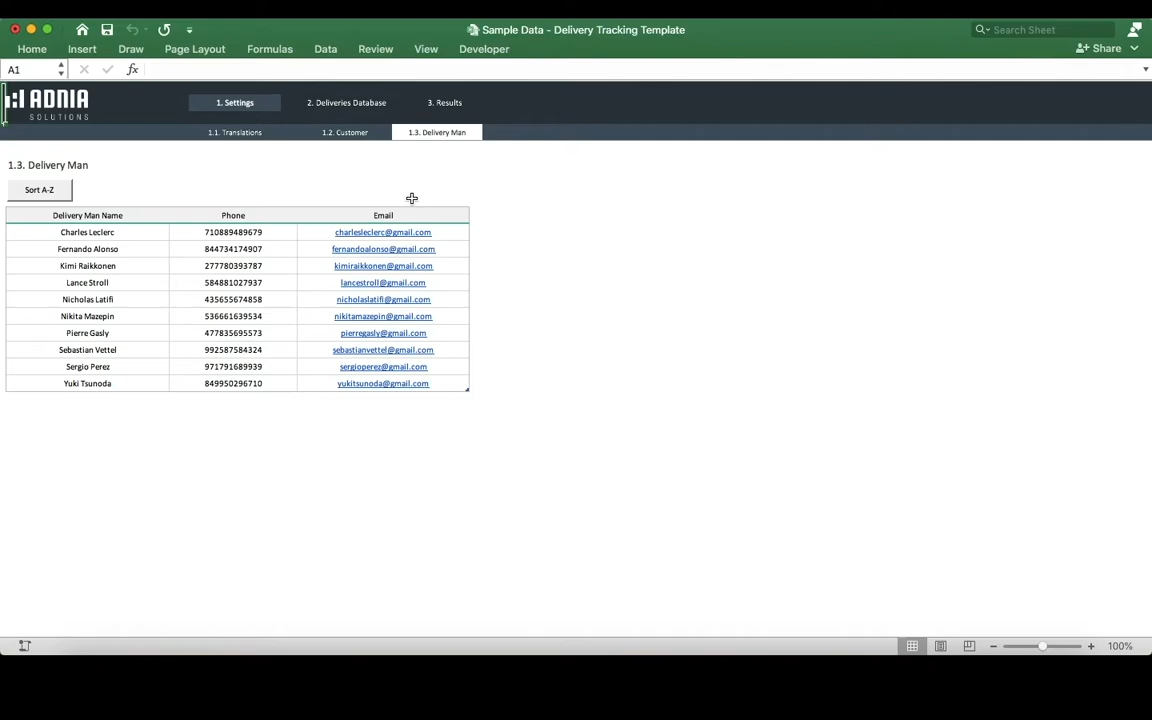 Sample Data - Delivery Tracking Template
Search Sheet
Home Insert Draw Page Layout Formulas Data Review View Developer
Share
A1 fx
ADNIA
SOLUTIONS
1. Settings 2. Deliveries Database 3. Results
1.1. Translations 1.2. Customer 1.3. Delivery Man
1.3. Delivery Man
Sort A-Z
Delivery Man Name Phone Email
Charles Leclerc 710889489679 charlesleclerc@gmail.com
Fernando Alonso 844734174907 fernandoalonso@gmail.com
Kimi Raikkonen 277780393787 kimiraikkonen@gmail.com
Lance Stroll 584881027937 lancestroll@gmail.com
Nicholas Latifi 435655674858 nicholaslatifi@gmail.com
Nikita Mazepin 536661639534 nikitamazepin@gmail.com
Pierre Gasly 477835695573 pierregasly@gmail.com
Sebastian Vettel 992587584324 sebastianvettel@gmail.com
Sergio Perez 971791689939 sergioperez@gmail.com
Yuki Tsunoda 849950296710 yukitsunoda@gmail.com
100%